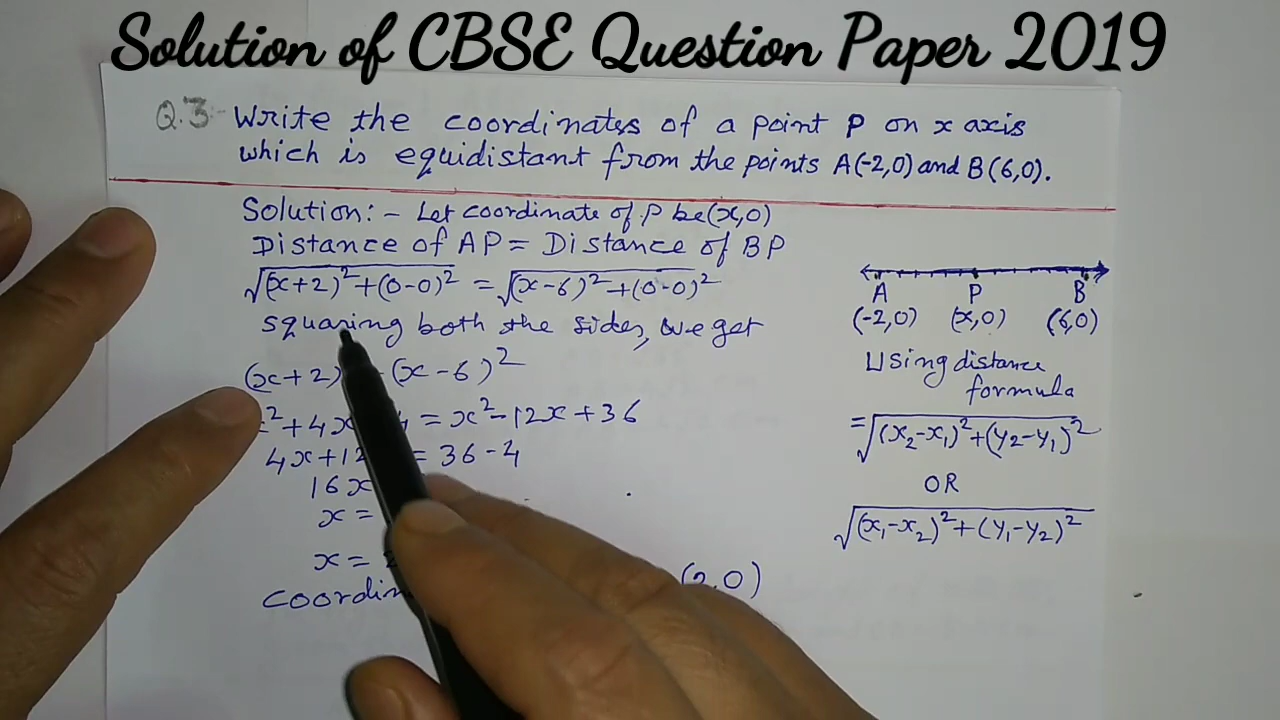 Solution of CBSE Question Paper 2019
Q.3 - Write the coordinates of a point P on x axis
which is equidistant from the points A(-2,0) and B(6,0).
Solution:- Let coordinate of P be (x,0)
Distance of AP = Distance of BP
√(x+2)²+(0-0)² = √(x-6)²+(0-0)²
squaring both the sides, we get
(x+2) (x-6)²
+4x = x²-12x+36
4x+12 = 36-4
16x
x =
x =
(2,0)
A P B
(-2,0) (x,0) (6,0)
Using distance
formula
=√(x₂-x₁)²+(y₂-y₁)²
OR
√(x₁-x₂)²+(y₁-y₂)²